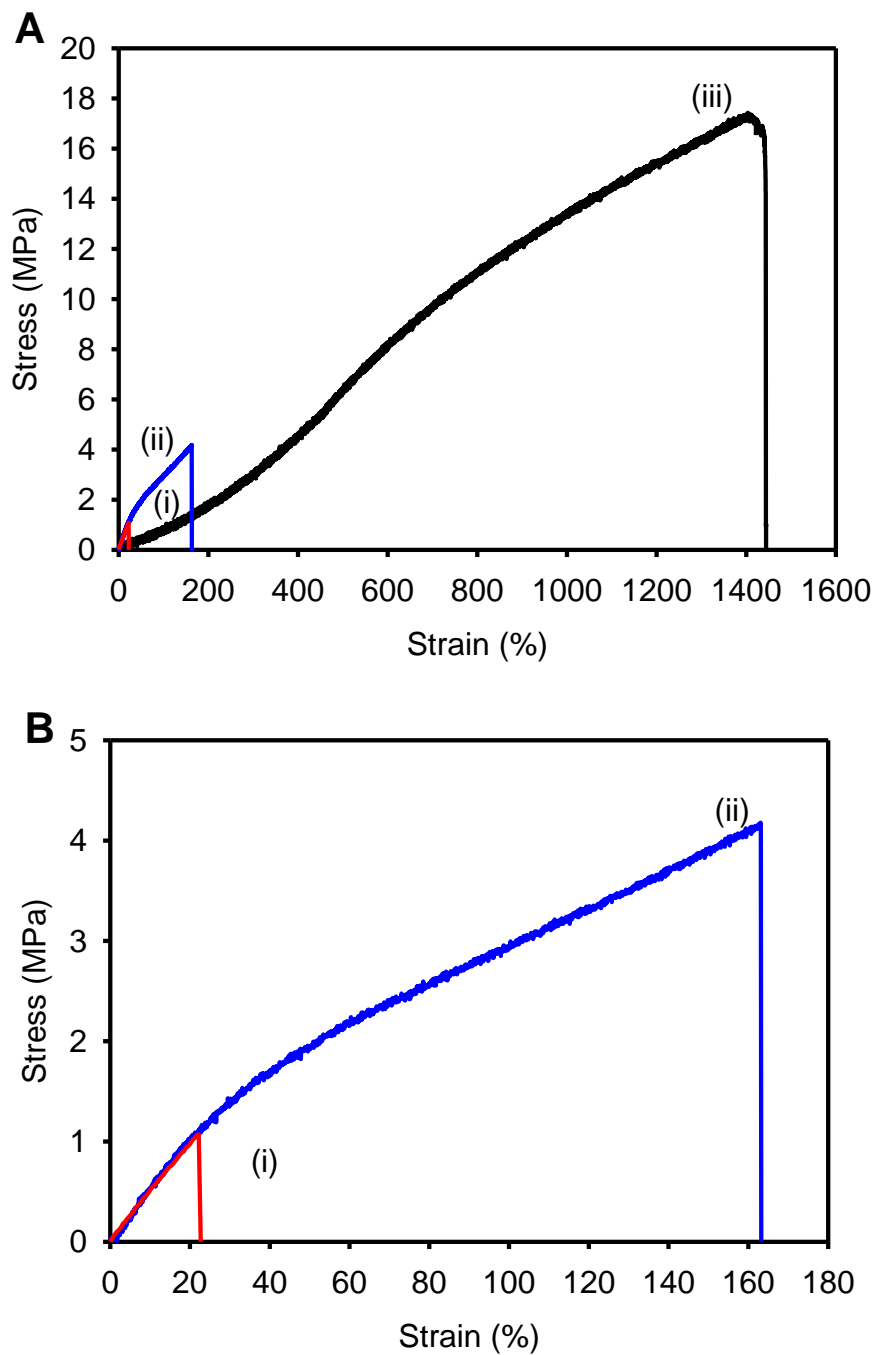 A
20
18
16
14
12
10
8
6
4
2
0
Stress (MPa)
(iii)
(ii)
(i)
0 200 400 600 800 1000 1200 1400 1600
Strain (%)
B
5
4
3
2
1
0
Stress (MPa)
(ii)
(i)
0 20 40 60 80 100 120 140 160 180
Strain (%)